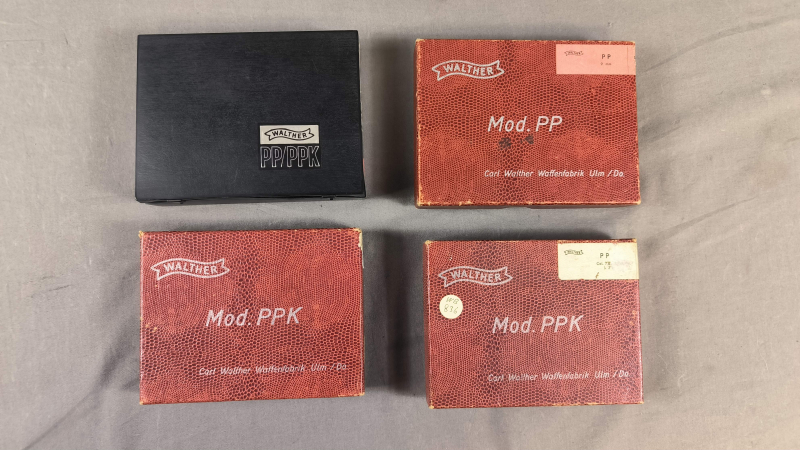 WALTHER
PP/PPK
WALTHER
PP
Mod. PP
Carl Walther Waffenfabrik Ulm/Do
WALTHER
Mod. PPK
Carl Walther Waffenfabrik Ulm/Do
WALTHER
PP
Mod. PPK
Carl Walther Waffenfabrik Ulm/Do